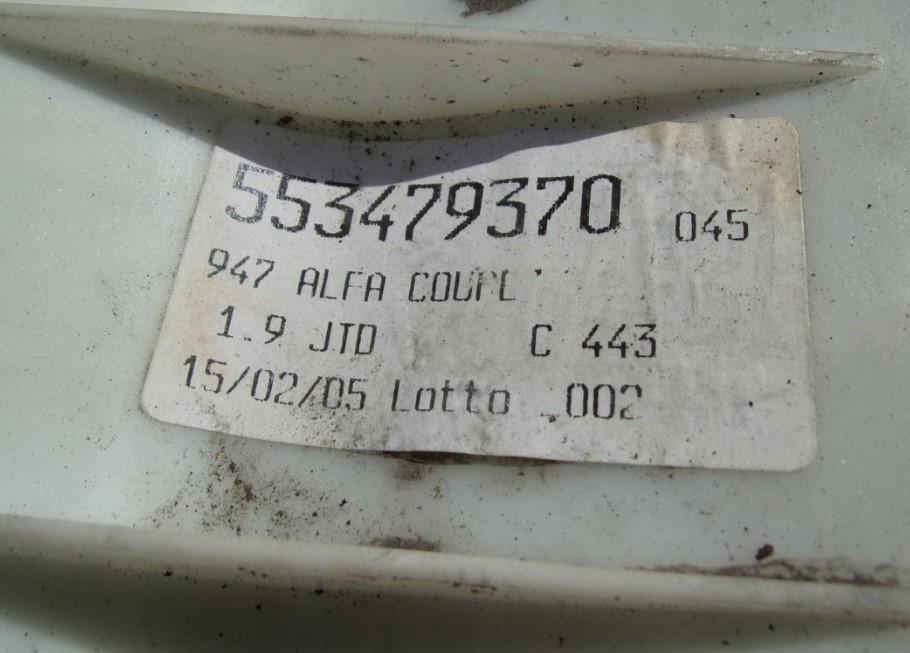 553479370 045
947 ALFA COUPE'
1.9 JTD C 443
15/02/05 Lotto 002